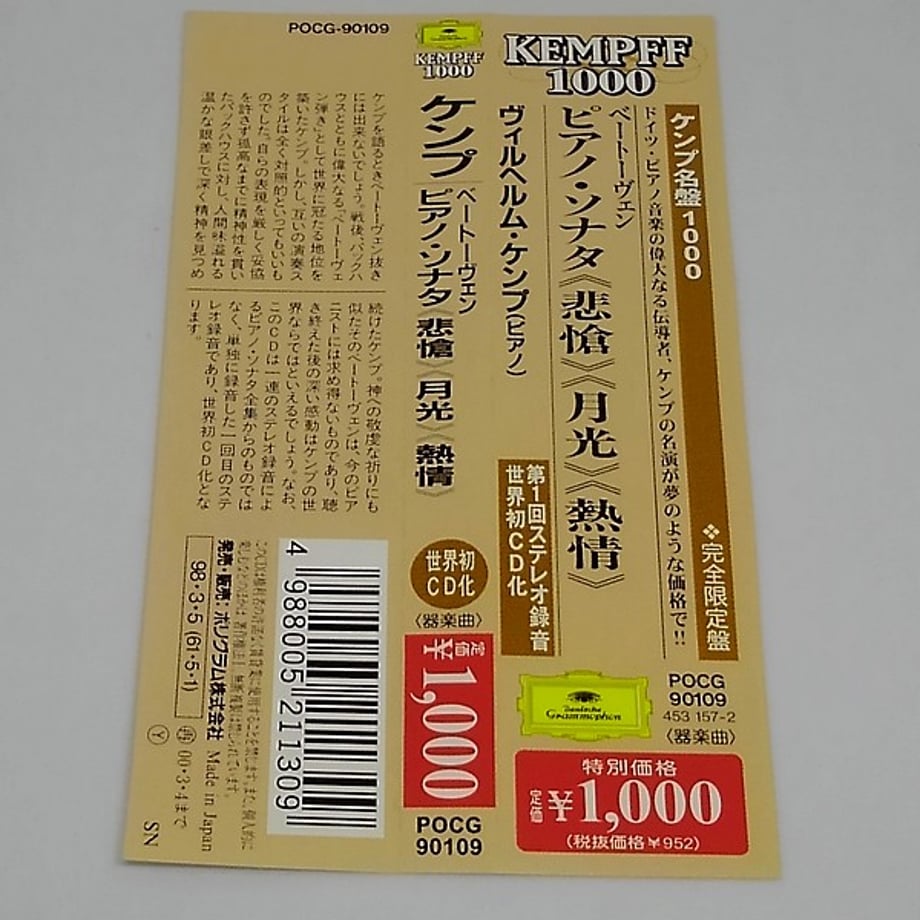 KEMPFF
1000
ケンプ名盤1000
❖完全限定盤
ドイツ・ピアノ音楽の偉大なる伝導者、ケンプの名演が夢のような価格で!!
ベートーヴェン
ピアノ・ソナタ《悲愴》《月光》《熱情》
ヴィルヘルム・ケンプ(ピアノ)
第1回ステレオ録音
世界初CD化
Deutsche
Grammophon
POCG
90109
453 157-2
〈器楽曲〉
特別価格
定価¥1,000
(税抜価格¥952)
KEMPFF
1000
ケンプ
ベートーヴェン
ピアノ・ソナタ《悲愴》《月光》《熱情》
世界初
CD化
〈器楽曲〉
定価¥1,000
POCG
90109
POCG-90109
ケンプを語るときベートーヴェン抜き
には出来ないでしょう。戦後、バックハ
ウスとともに偉大なる、「ベートーヴェ
ン弾き」として世界に冠たる地位を
築いたケンプ。しかし、互いの演奏ス
タイルは全く対照的といってもいいも
のでした。自らの表現を厳しく妥協
を許さず孤高なまでに精神性を貫い
たバックハウスに対し、人間味溢れる
温かな眼差しで深く精神を見つめ
続けたケンプ。神への敬虔な祈りにも
似たそのベートーヴェンは、今のピア
ニストには求め得ないものであり、聴
き終えた後の深い感動はケンプの世
界ならではといえるでしょう。なお、
このCDは一連のステレオ録音によ
るピアノ・ソナタ全集からのものでは
なく、単独に録音した一回目のステ
レオ録音であり、世界初CD化とな
ります。
4 988005 211309
発売・販売:ポリグラム株式会社 Made in Japan
98・3・5 (61・5・1)
00・3・4まで
Y
SN